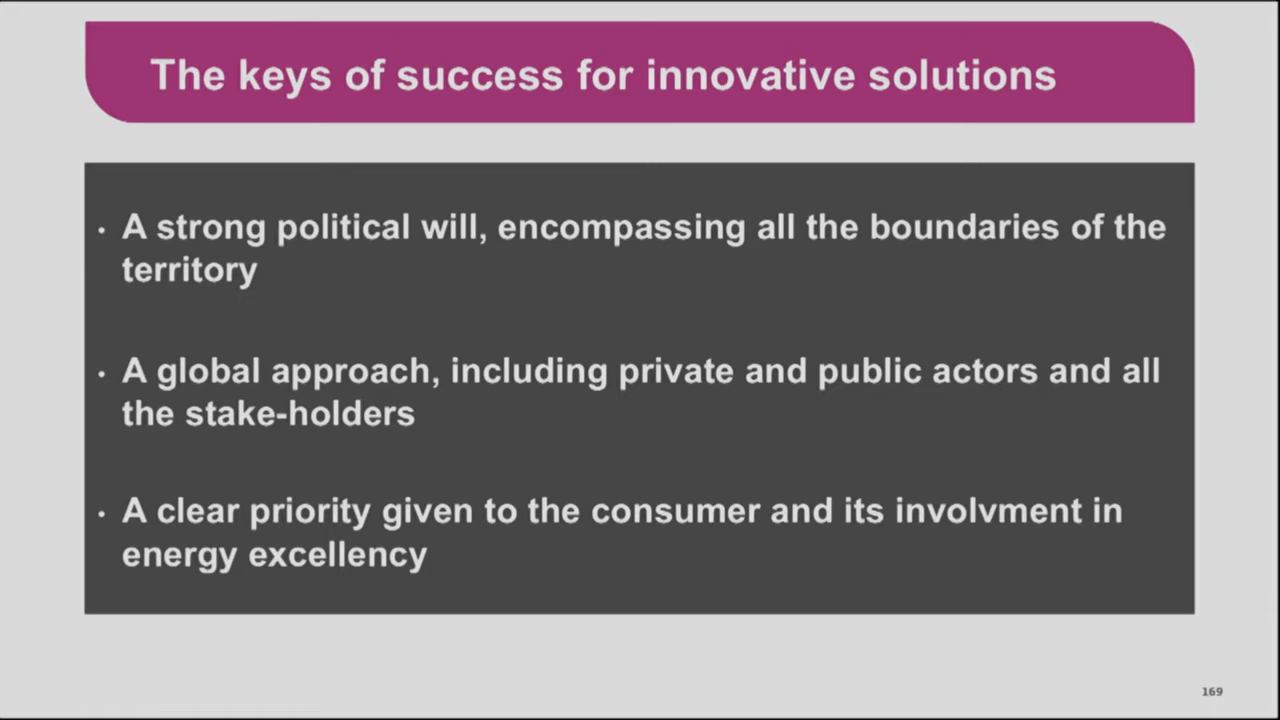 The keys of success for innovative solutions
• A strong political will, encompassing all the boundaries of the
territory
• A global approach, including private and public actors and all
the stake-holders
• A clear priority given to the consumer and its involvment in
energy excellency
169